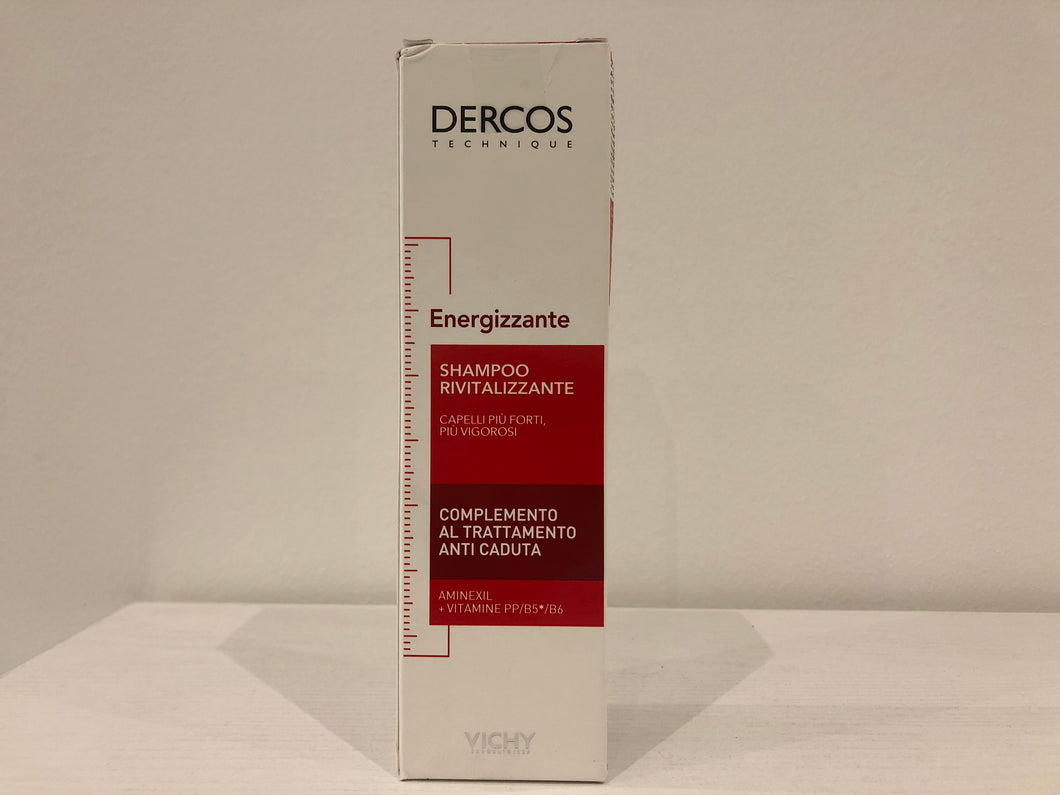 DERCOS
TECHNIQUE
Energizzante
SHAMPOO
RIVITALIZZANTE
CAPELLI PIÙ FORTI,
PIÙ VIGOROSI
COMPLEMENTO
AL TRATTAMENTO
ANTI CADUTA
AMINEXIL
+ VITAMINE PP/B5*/B6
VICHY